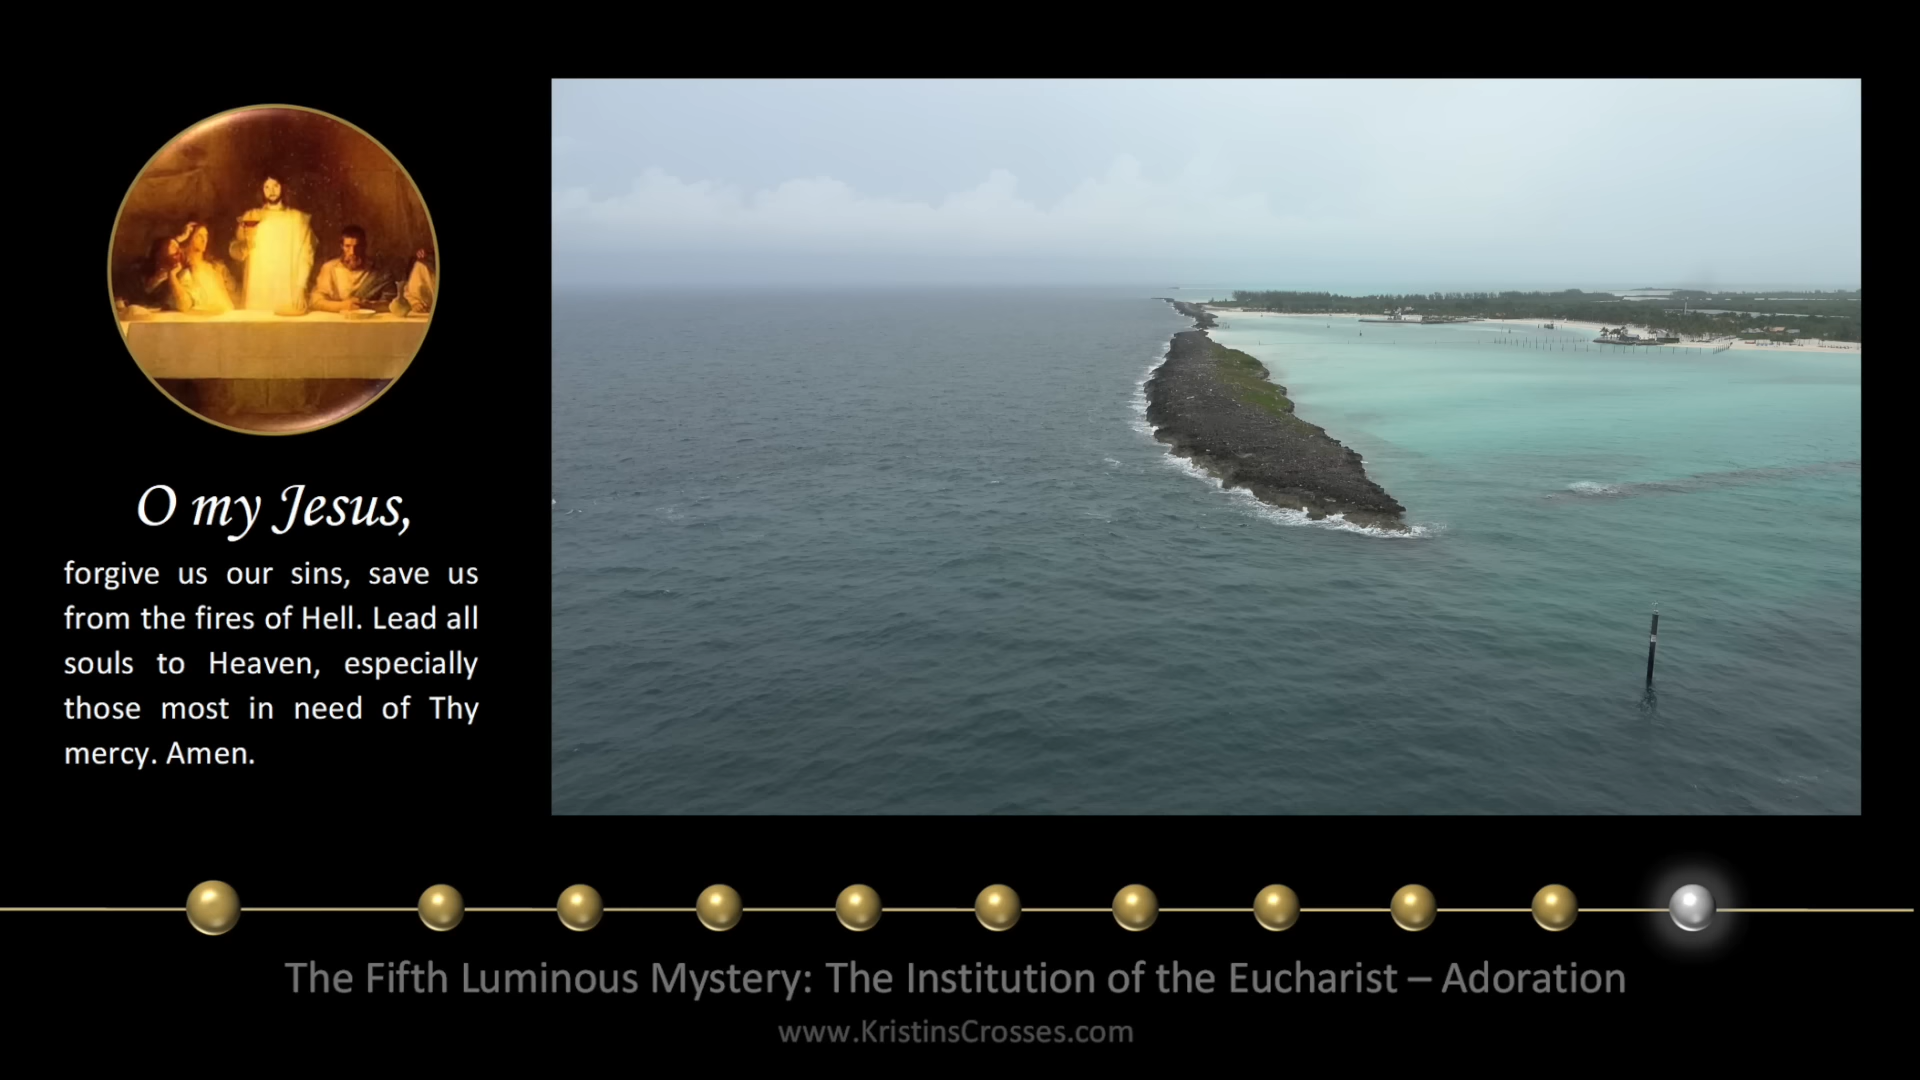 O my Jesus,
forgive us our sins, save us
from the fires of Hell. Lead all
souls to Heaven, especially
those most in need of Thy
mercy. Amen.
The Fifth Luminous Mystery: The Institution of the Eucharist – Adoration
www.KristinsCrosses.com